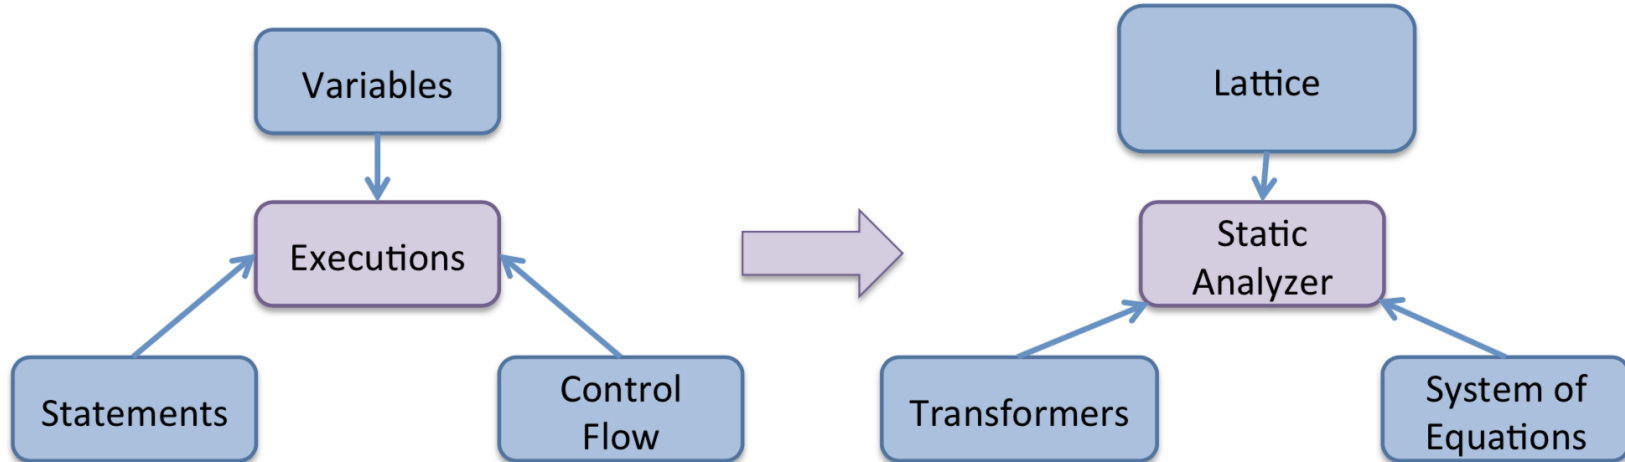 Variables
Lattice
Executions
Static
Analyzer
Statements
Control
Flow
Transformers
System of
Equations